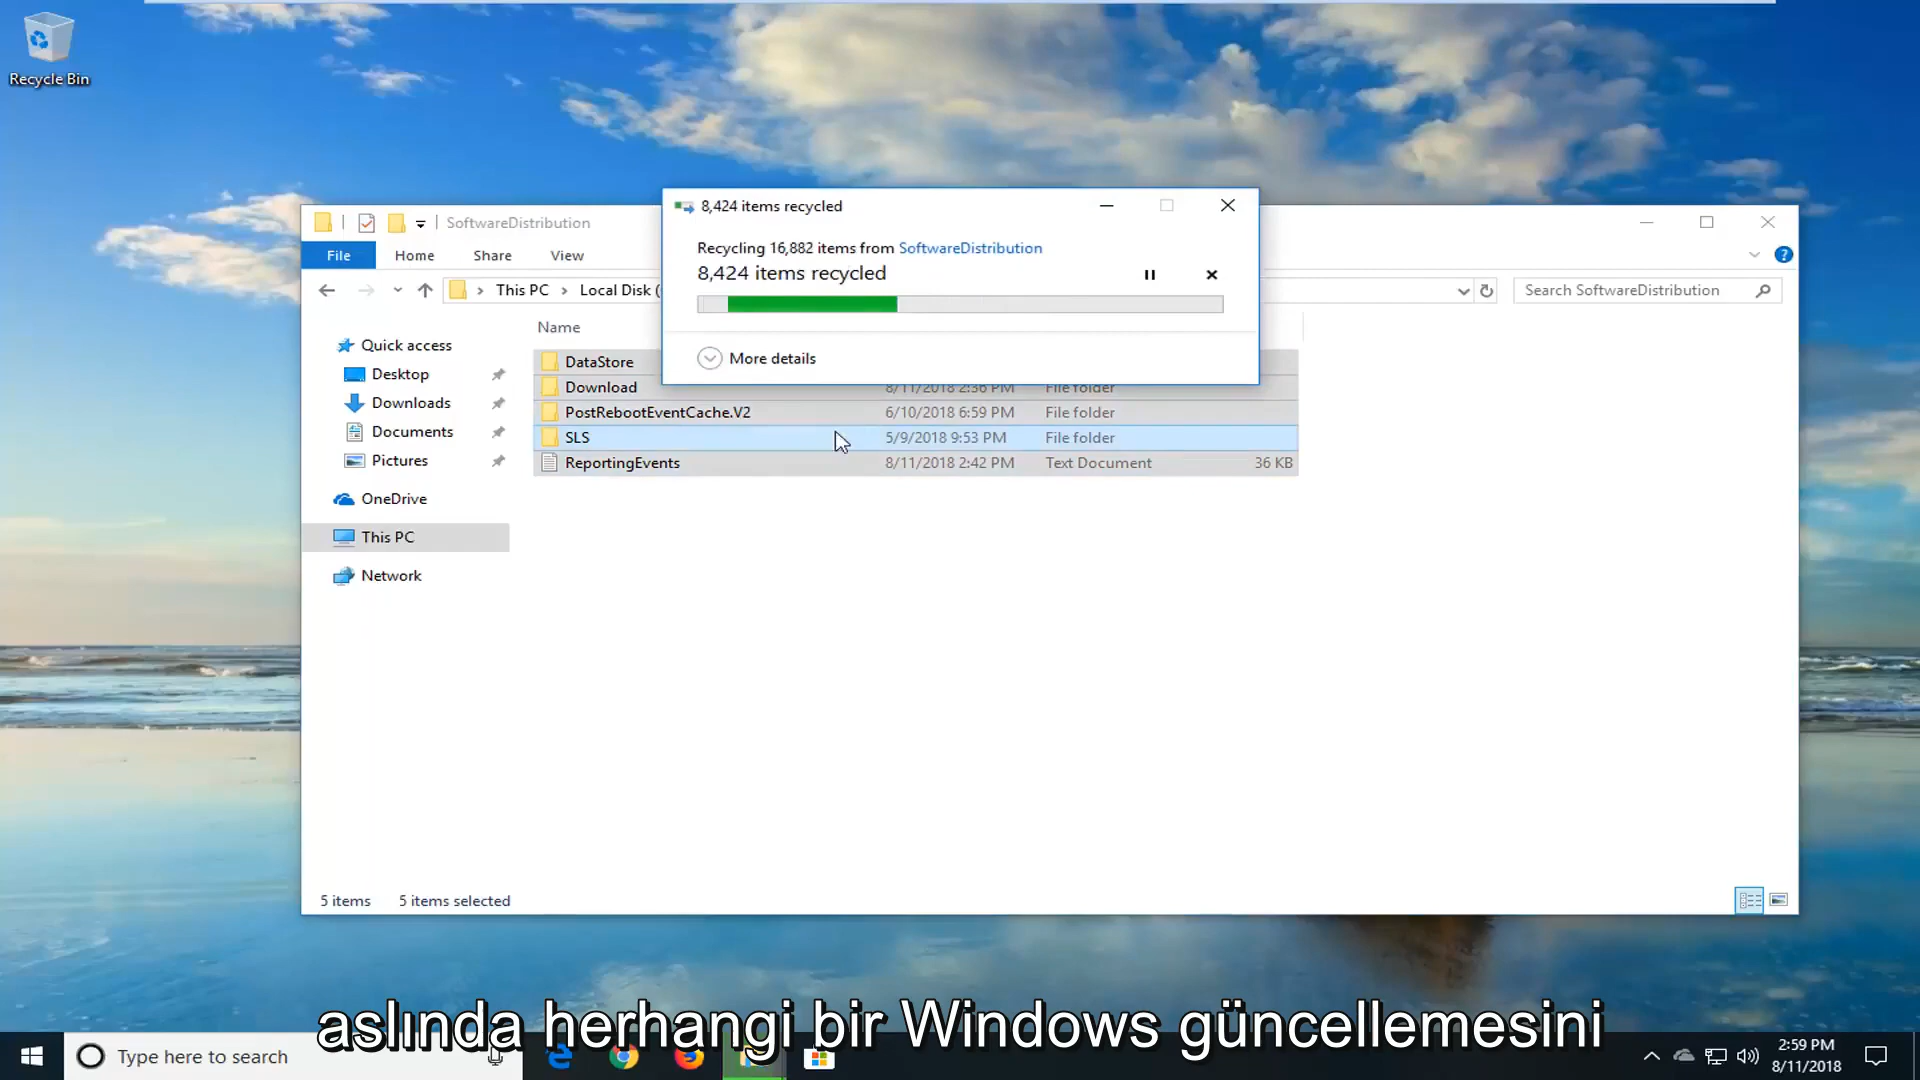 Recycle Bin
SoftwareDistribution
File Home Share View
This PC Local Disk (
Search SoftwareDistribution
8,424 items recycled
Recycling 16,882 items from SoftwareDistribution
8,424 items recycled
More details
Name
Quick access
Desktop
Downloads
Documents
Pictures
OneDrive
This PC
Network
DataStore
Download 8/11/2018 2:36 PM File folder
PostRebootEventCache.V2 6/10/2018 6:59 PM File folder
SLS 5/9/2018 9:53 PM File folder
ReportingEvents 8/11/2018 2:42 PM Text Document 36 KB
5 items 5 items selected
aslında herhangi bir Windows güncellemesini
Type here to search
2:59 PM
8/11/2018